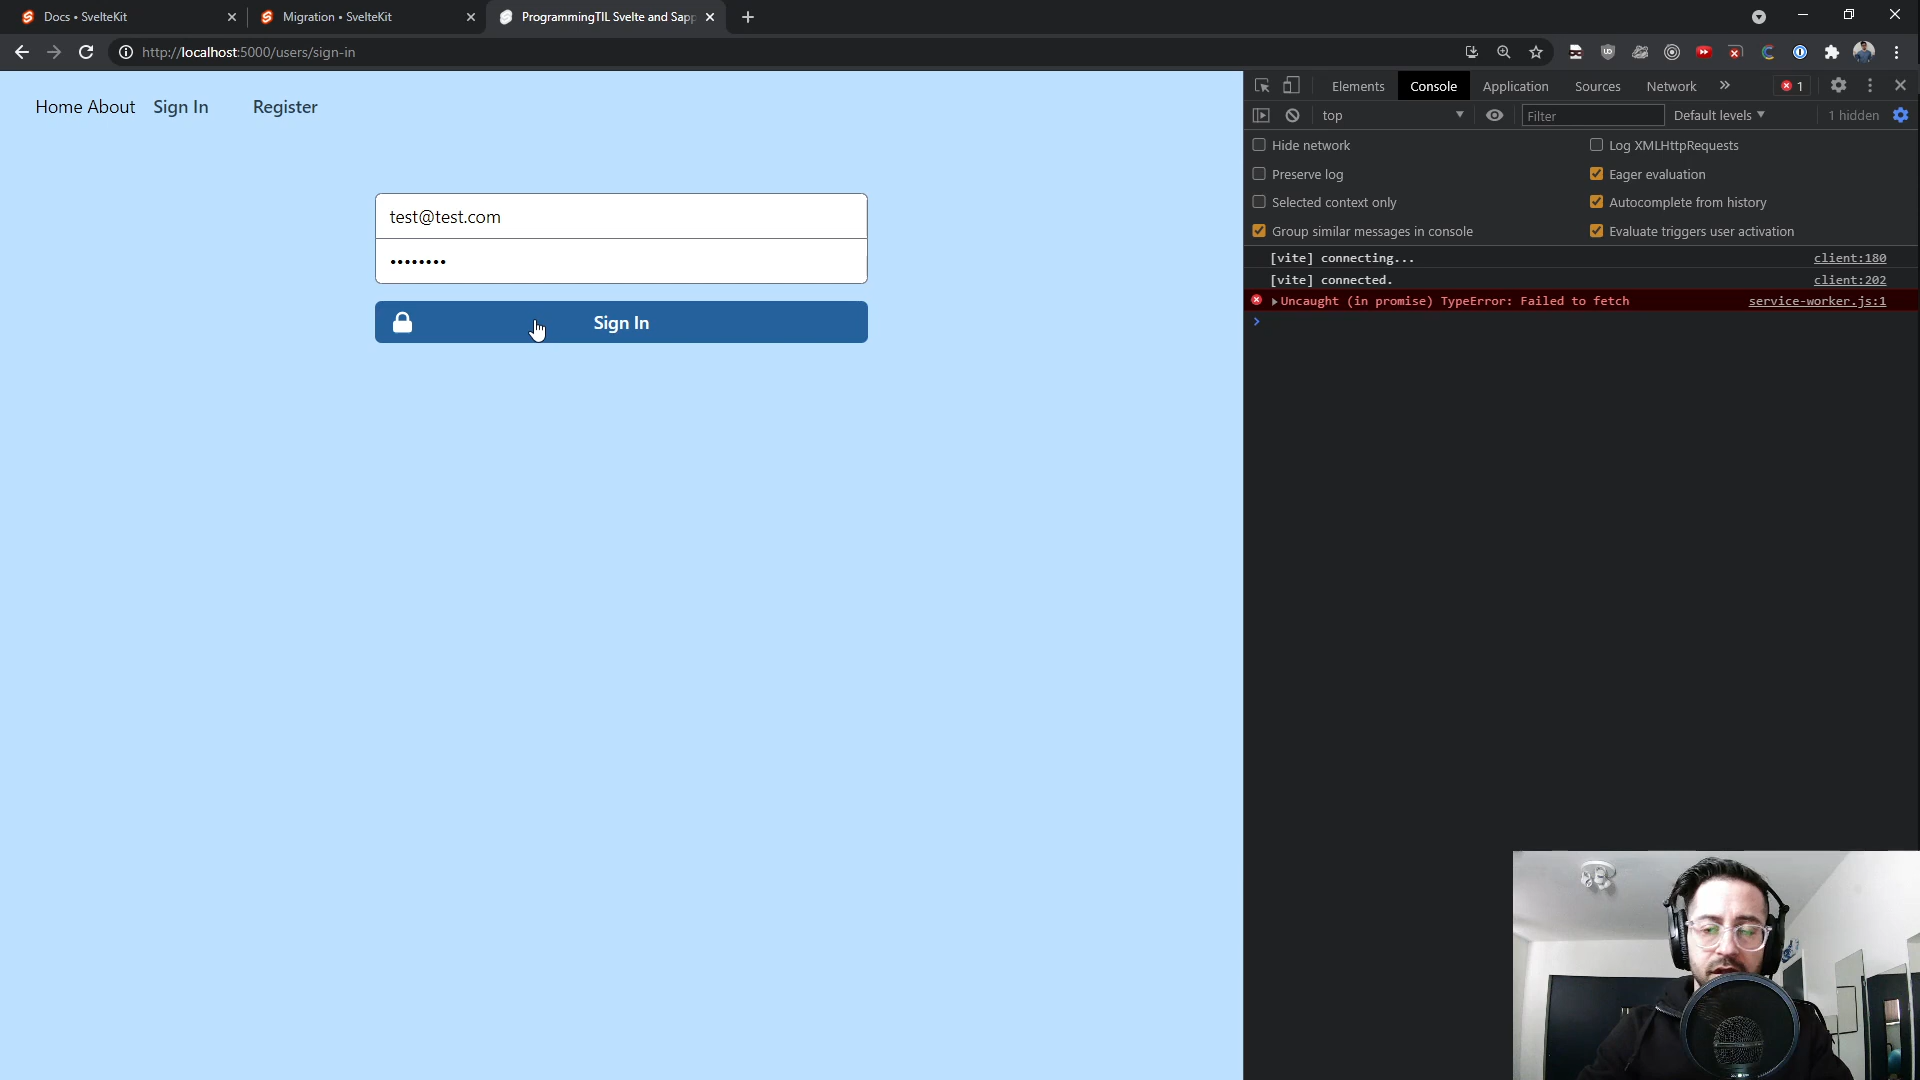 Docs • SvelteKit
Migration • SvelteKit
ProgrammingTIL Svelte and Sapp
http://localhost:5000/users/sign-in
Home About Sign In Register
test@test.com
••••••••
Sign In
Elements Console Application Sources Network » 1
top Filter Default levels 1 hidden
Hide network Log XMLHttpRequests
Preserve log Eager evaluation
Selected context only Autocomplete from history
Group similar messages in console Evaluate triggers user activation
[vite] connecting... client:180
[vite] connected. client:202
Uncaught (in promise) TypeError: Failed to fetch service-worker.js:1